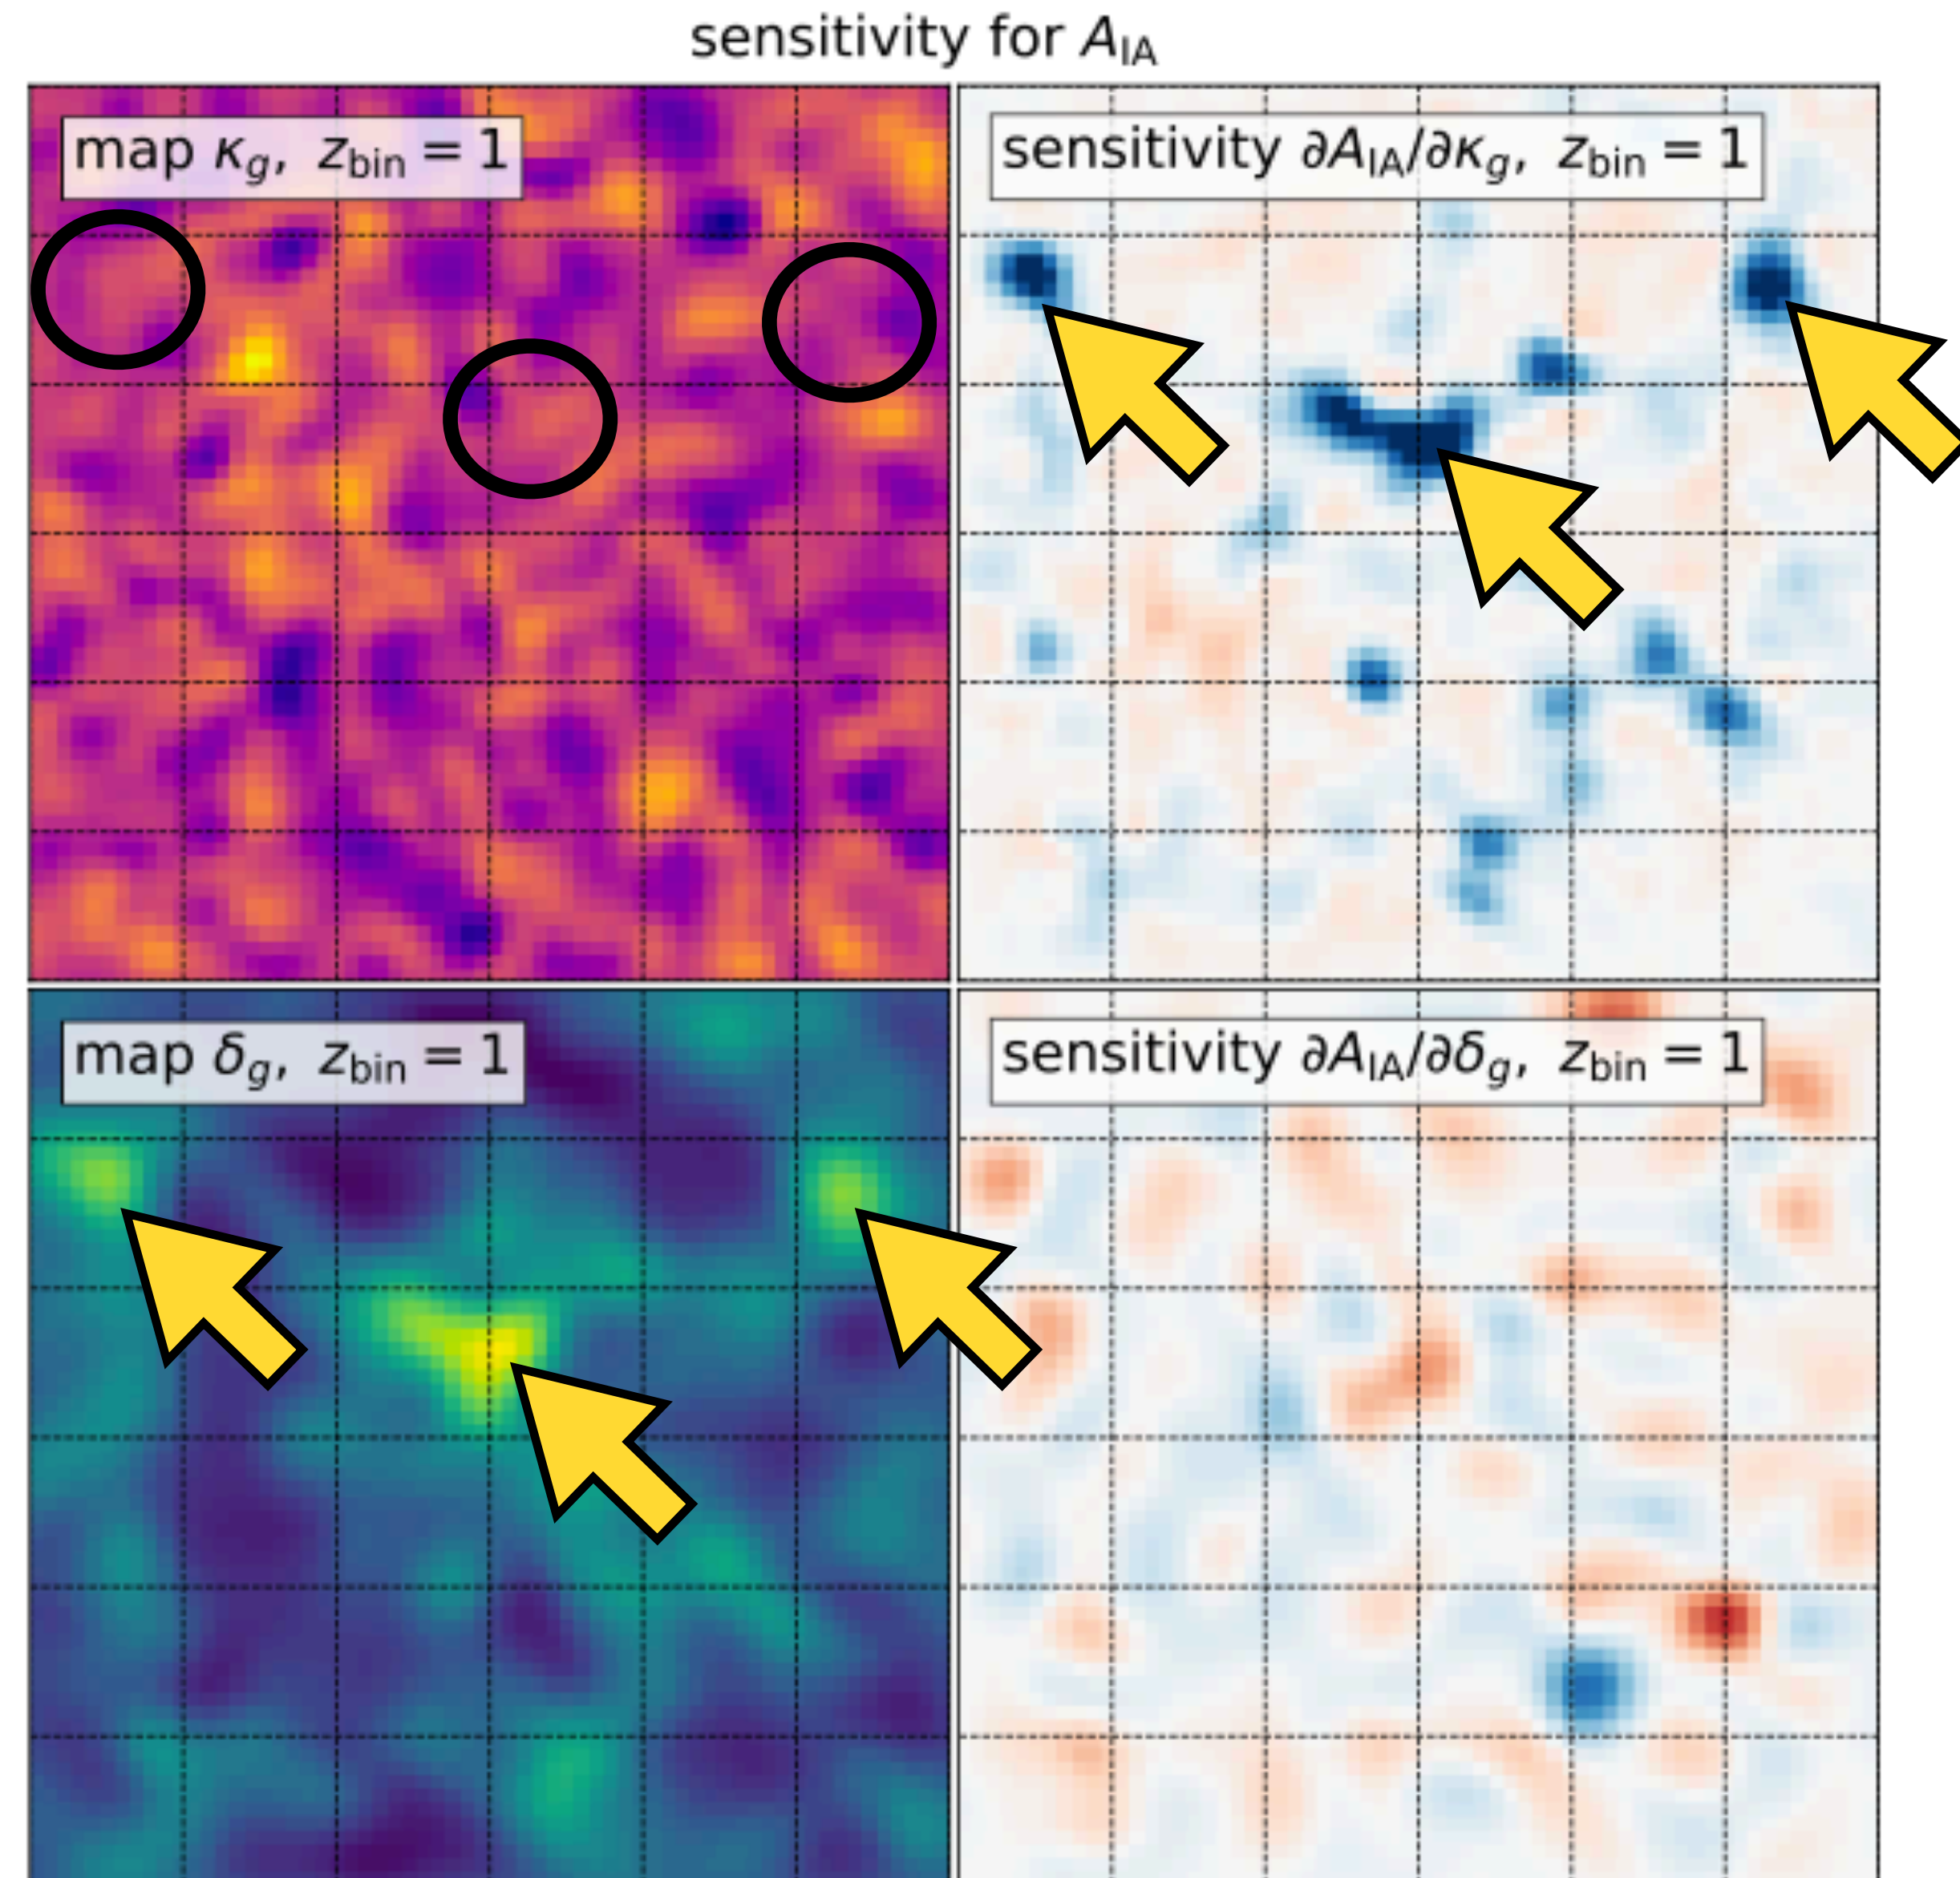 sensitivity for A_IA
map κ_g, z_bin = 1
sensitivity ∂A_IA/∂κ_g, z_bin = 1
map δ_g, z_bin = 1
sensitivity ∂A_IA/∂δ_g, z_bin = 1